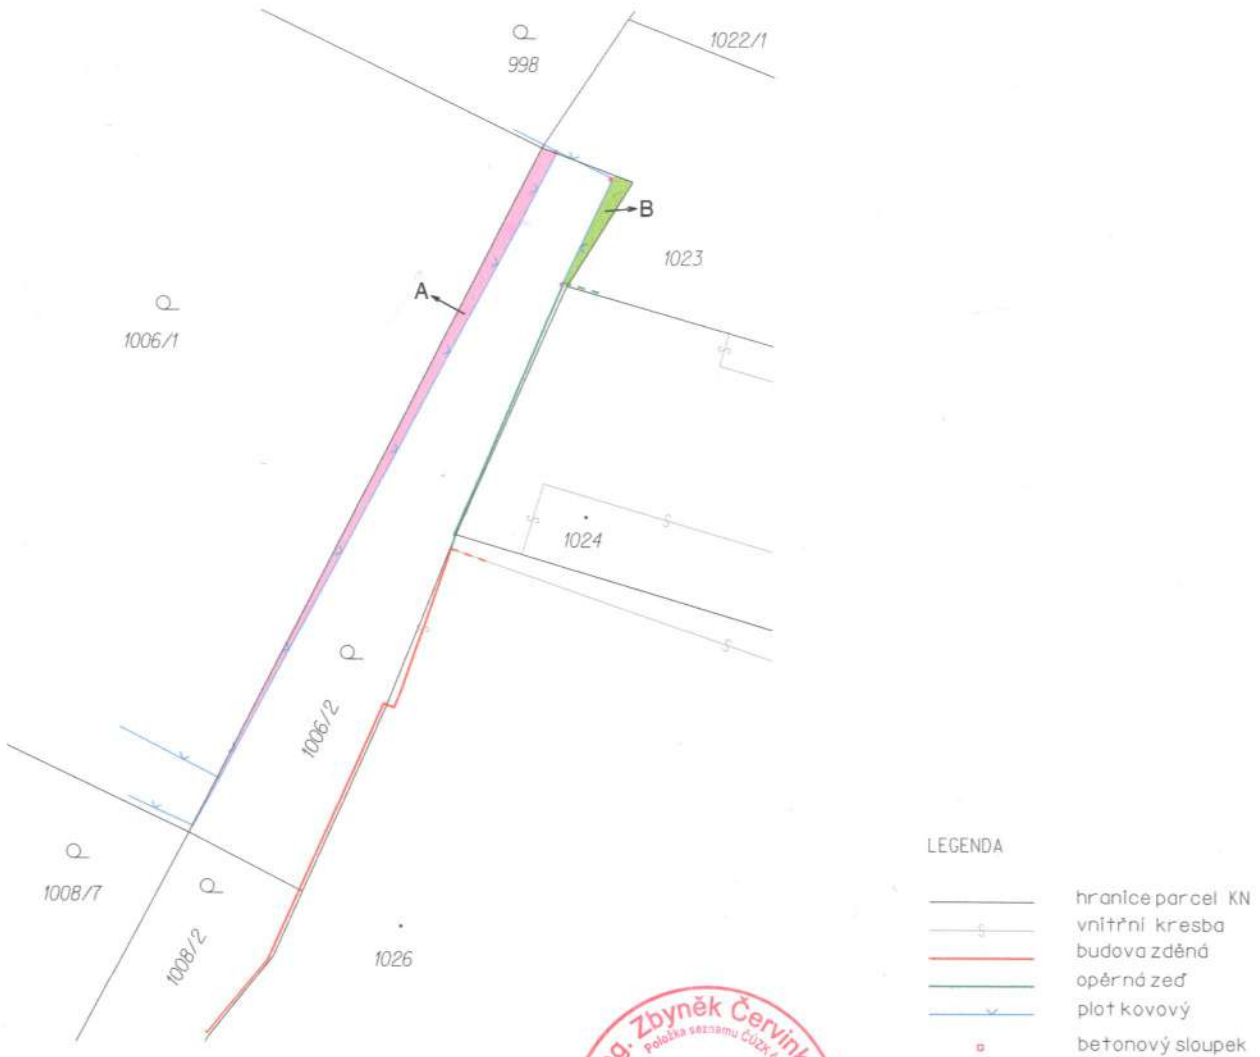 998
1022/1
B
1023
A
1006/1
1024
1006/2
1008/7
1008/2
1026
LEGENDA
hranice parcel KN
vnitřní kresba
budova zděná
opěrná zeď
plot kovový
betonový sloupek
Zbyněk Červink
Položka seznamu ČÚZK